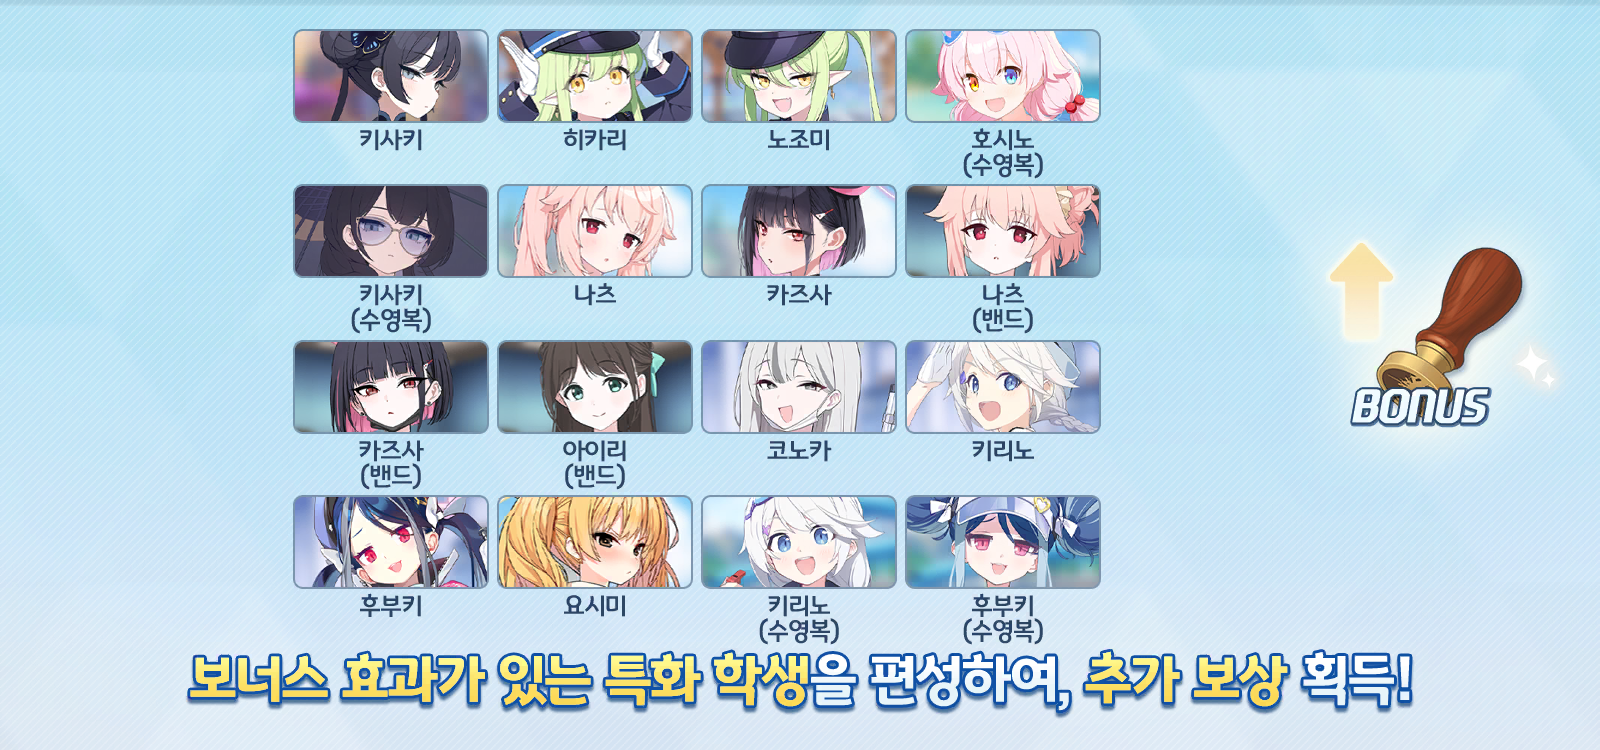 키사키
히카리
노조미
호시노
(수영복)
키사키
(수영복)
나츠
카즈사
나츠
(밴드)
카즈사
(밴드)
아이리
(밴드)
코노카
키리노
후부키
요시미
키리노
(수영복)
후부키
(수영복)
BONUS
보너스 효과가 있는 특화 학생을 편성하여, 추가 보상 획득!